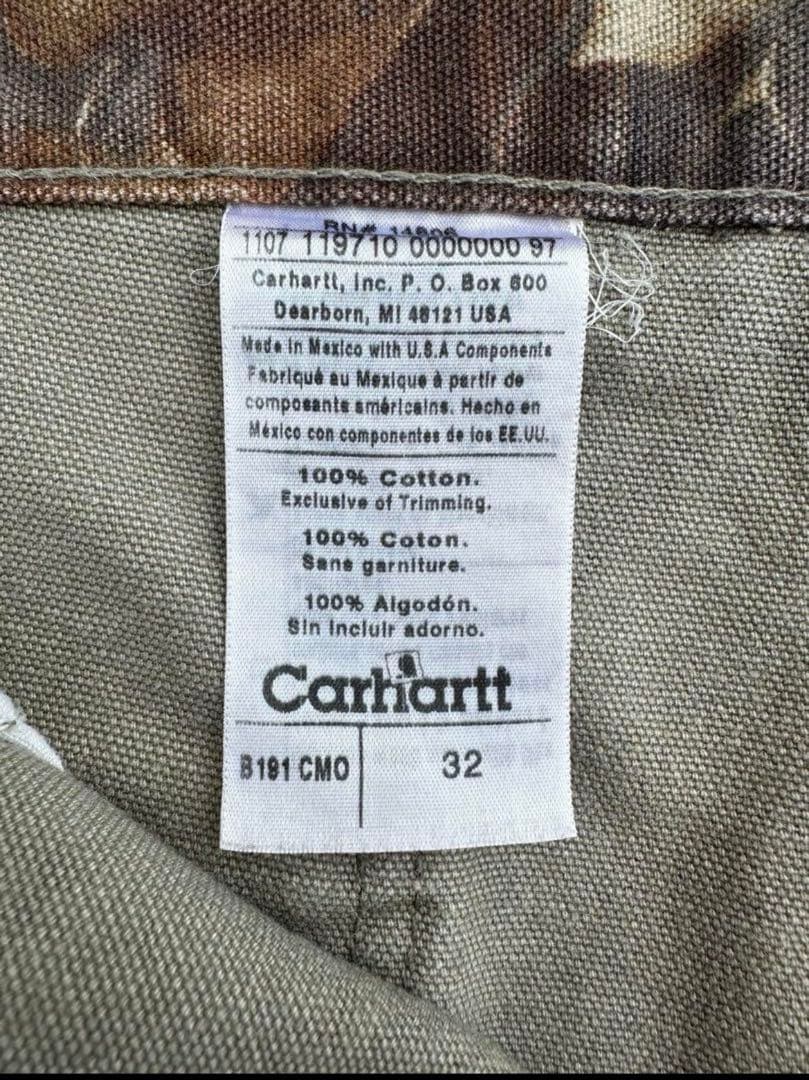 RN# 14806
1107 119710 0000000 97
Carhartt, Inc. P. O. Box 600
Dearborn, MI 48121 USA
Made in Mexico with U.S.A Components
Fabriqué au Mexique à partir de
composants américains. Hecho en
México con componentes de los EE.UU.
100% Cotton.
Exclusive of Trimming.
100% Coton.
Sans garniture.
100% Algodón.
Sin incluir adorno.
Carhartt
B191 CMO
32